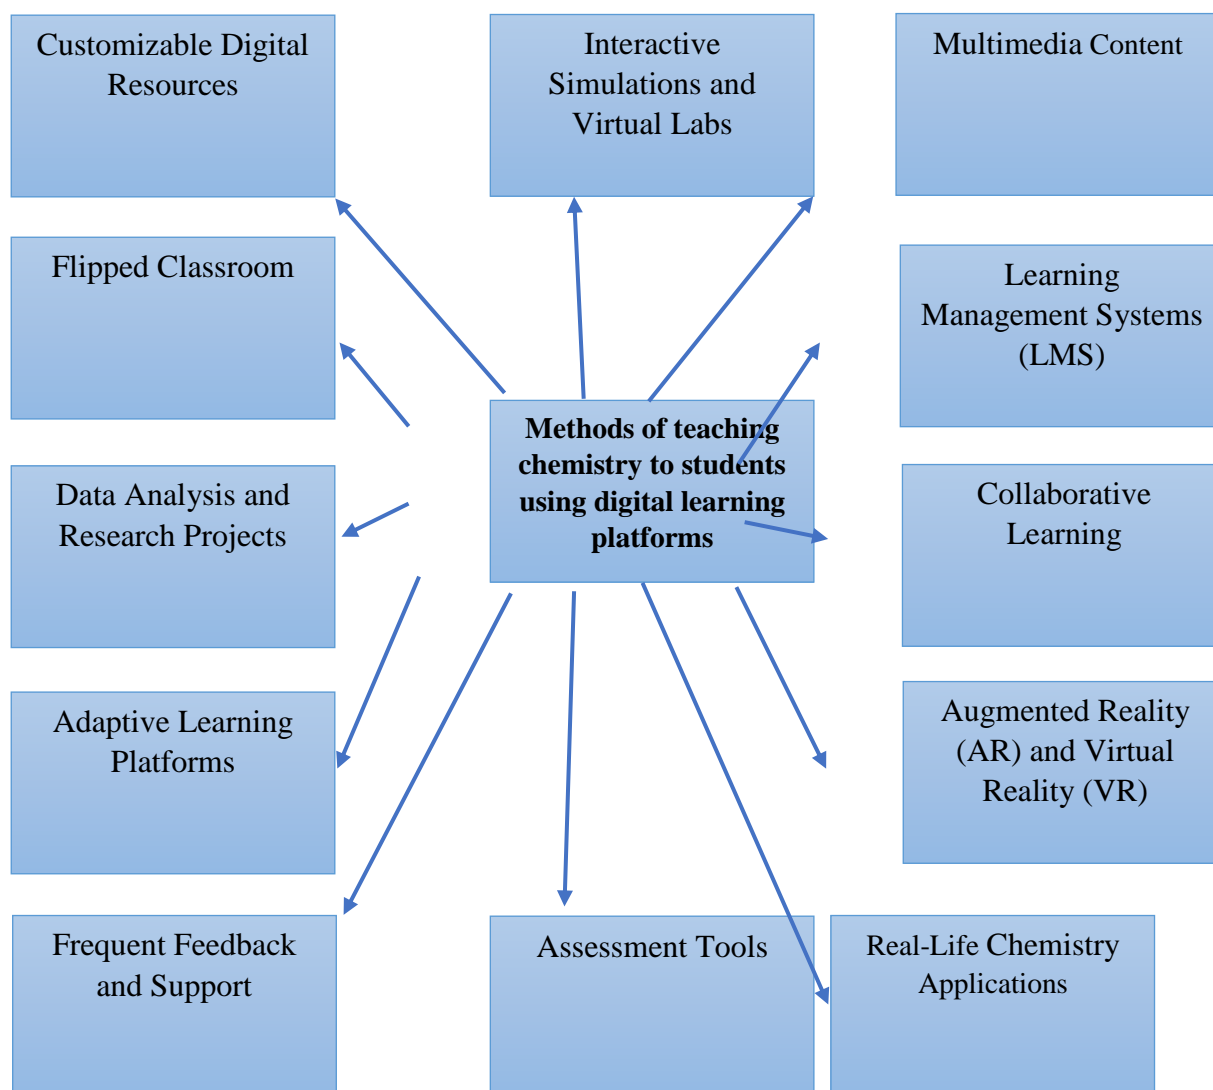 Customizable Digital
Resources
Interactive
Simulations and
Virtual Labs
Multimedia Content
Flipped Classroom
Learning
Management Systems
(LMS)
Methods of teaching
chemistry to students
using digital learning
platforms
Data Analysis and
Research Projects
Collaborative
Learning
Adaptive Learning
Platforms
Augmented Reality
(AR) and Virtual
Reality (VR)
Frequent Feedback
and Support
Assessment Tools
Real-Life Chemistry
Applications